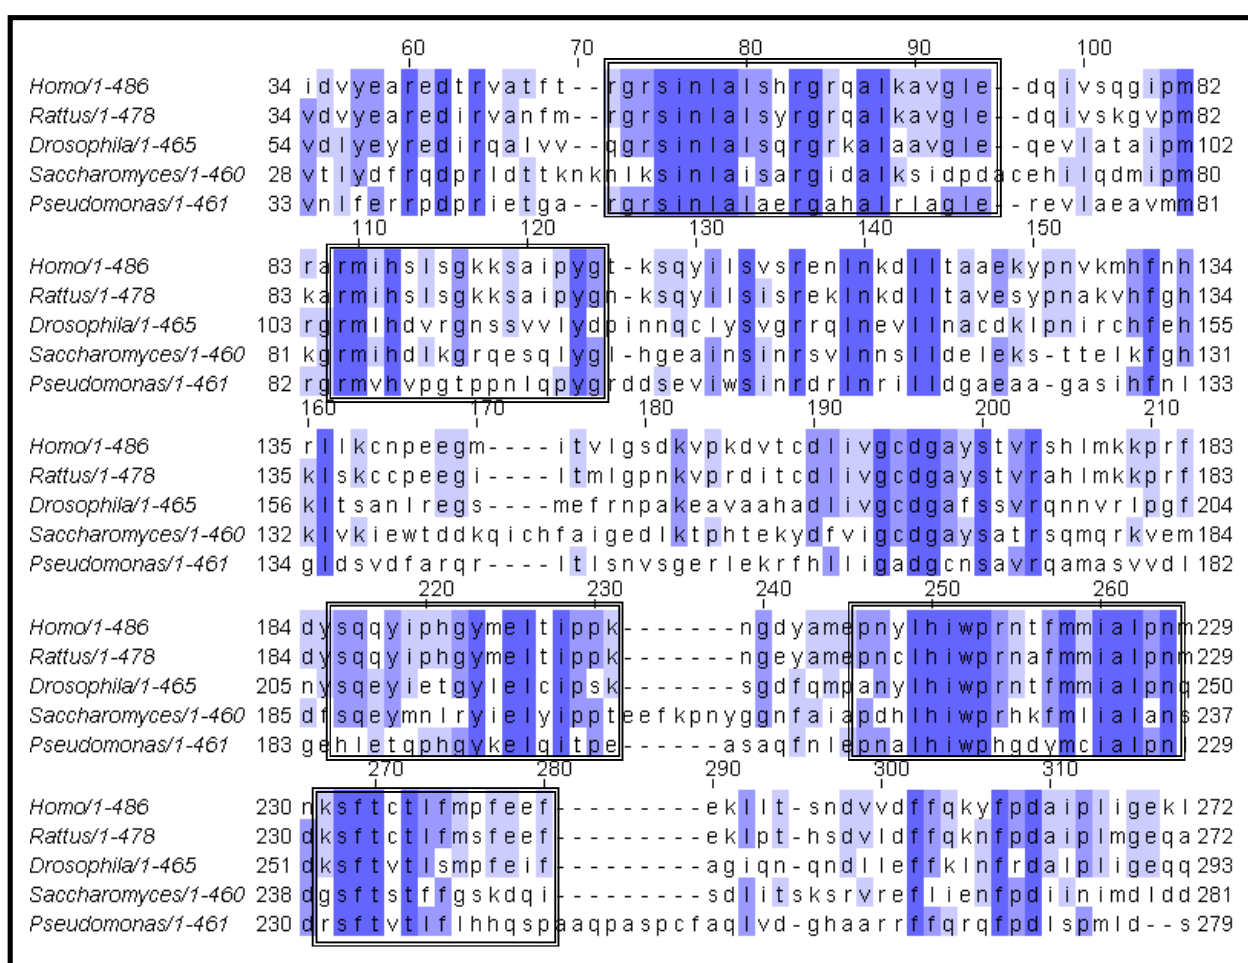 60 70 80 90 100
Homo/1-486 34 idvyearedtrvatft--rgrsinlalshrgrqalkavgle--dqivsqgipm 82
Rattus/1-478 34 vdvyearedirvanfm--rgrsinlalsyrgrqalkavgle--dqivskgvpm 82
Drosophila/1-465 54 vdlyeyredirqalvv--qgrsinlalsqrgrkalaavgle--qevlataipm 102
Saccharomyces/1-460 28 vtlydfrqdprldttknknlksinlaisargidalksidpdacehilqdmipm 80
Pseudomonas/1-461 33 vnlferrpdprietga--rgrsinlalaergahalrlagle--revlaeavmm 81
110 120 130 140 150
Homo/1-486 83 rarmihslsgkksaipygt-ksqyilsvsrenlnkdlltaaekypnvkmhfnh 134
Rattus/1-478 83 karmihslsgkksaipygn-ksqyilsisreklnkdlltavesypnakvhfgh 134
Drosophila/1-465 103 rgrmlhdvrgnssvvlydpinnqclysvgrrqlnevllnacdklpnirchfeh 155
Saccharomyces/1-460 81 kgrmihdlkgrqesqlygl-hgeainsinrsvlnnslldeleks-ttelkfgh 131
Pseudomonas/1-461 82 rgrmvhvpgtppnlqpygrddseviwsinrdrlnrilldgaeaa-gasihfnl 133
160 170 180 190 200 210
Homo/1-486 135 rllkcnpeegm----itvlgsdkvpkdvtcdlivgcdgaystvrshlmkkprf 183
Rattus/1-478 135 klskccpeegi----itmlgpnkvprditcdlivgcdgaystvrahlmkkprf 183
Drosophila/1-465 156 kltsanlregs----mefrnpakeavaahadlivgcdgafssvrqnnvrlpgf 204
Saccharomyces/1-460 132 klvkiewtddkqichfaigedlktphtekydfvigcdgaysatrsqmqrkvem 184
Pseudomonas/1-461 134 gldsvdfarqr----ltlsnvsgerlekrfhlligadgcnsavrqamasvvdl 182
220 230 240 250 260
Homo/1-486 184 dysqqyiphgymeltippk-------ngdyamepnylhiwprntfmmialpnm 229
Rattus/1-478 184 dysqqyiphgymeltippk-------ngeyamepnclhiwprnafmmialpnm 229
Drosophila/1-465 205 nysqeyietgylelcipsk-------sgdfqmpanylhiwprntfmmialpnq 250
Saccharomyces/1-460 185 dfsqeymnlryielyippteefkpnyggnfaiapdhlhiwprhkfmlialans 237
Pseudomonas/1-461 183 gehletqphgykelqitpe-------asaqfnlepnalhiwphgdymcialpnl 229
270 280 290 300 310
Homo/1-486 230 nksftctlfmpfeef---------ekllt-sndvvdffqkyfpdaipligekl 272
Rattus/1-478 230 dksftctlfmsfeef---------eklpt-hsdvldffqknfpdaiplmgeqa 272
Drosophila/1-465 251 dksftvtlsmpfeif---------agiqn-qndlleffklnfrdalpligeqq 293
Saccharomyces/1-460 238 dgsftstffgskdqi---------sdlitsksrvreflienfpdiinimdldd 281
Pseudomonas/1-461 230 drsftvtlflhhqspaaqpaspcfaqlvd-ghaarrffqrqfpdlspmld--s 279